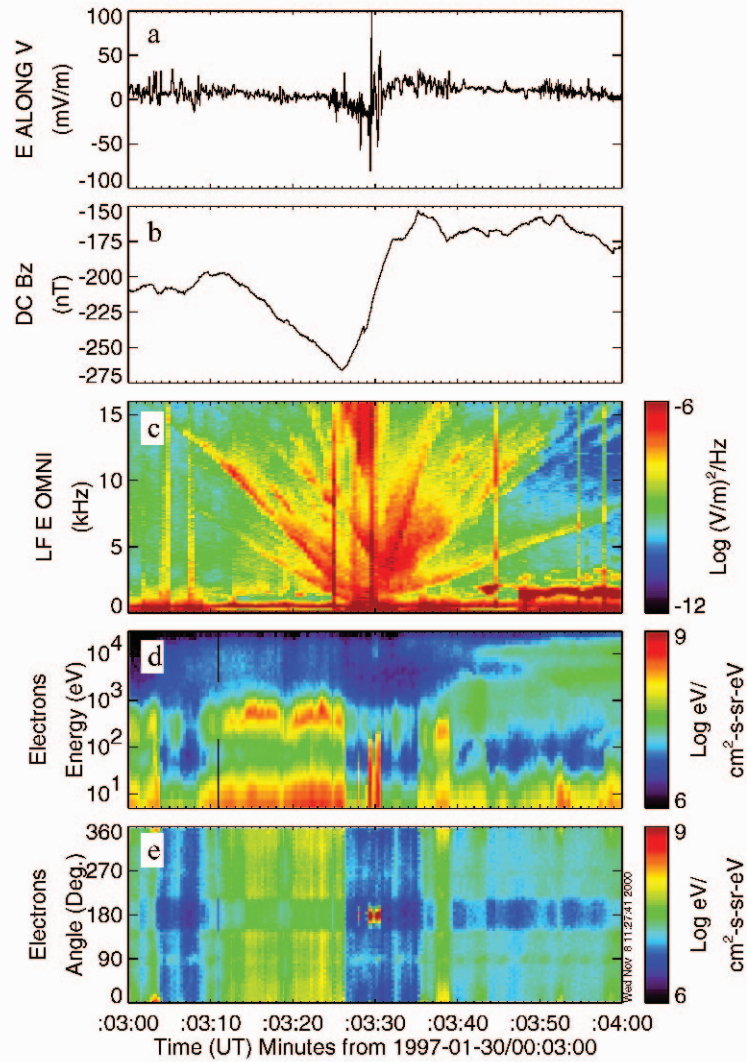 a
E ALONG V
(mV/m)
100
50
0
-50
-100
b
DC Bz
(nT)
-150
-175
-200
-225
-250
-275
c
LF E OMNI
(kHz)
15
10
5
0
-6
-12
Log (V/m)²/Hz
d
Electrons
Energy (eV)
10⁴
10³
10²
10¹
9
6
Log eV/
cm²-s-sr-eV
e
Electrons
Angle (Deg.)
360
270
180
90
0
9
6
Log eV/
cm²-s-sr-eV
Wed Nov 8 11:27:41 2000
:03:00 :03:10 :03:20 :03:30 :03:40 :03:50 :04:00
Time (UT) Minutes from 1997-01-30/00:03:00